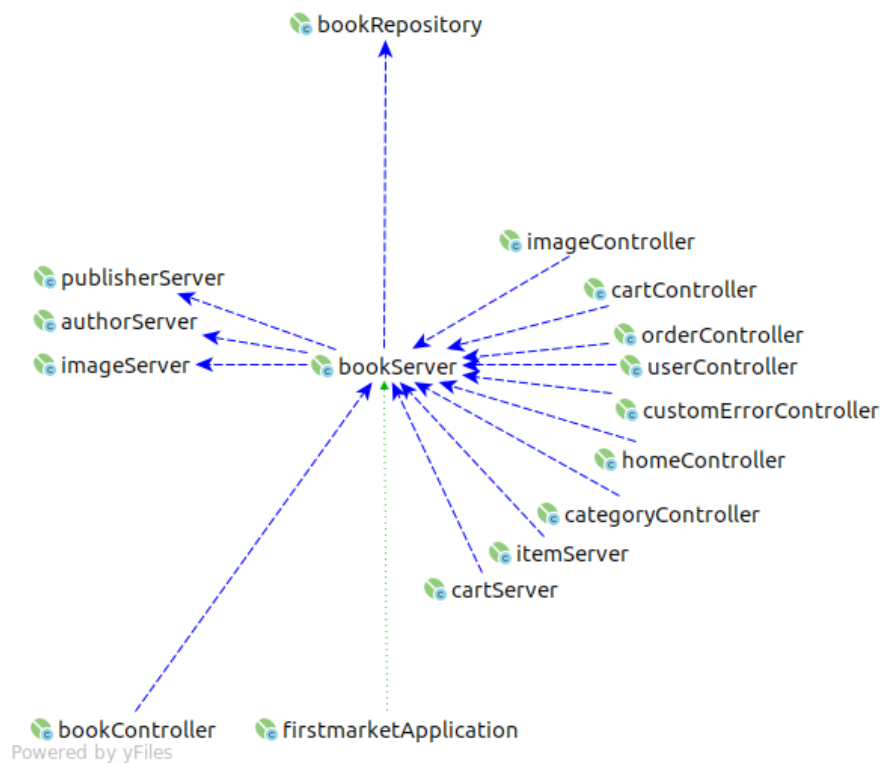 bookRepository
imageController
publisherServer
cartController
authorServer
orderController
imageServer
bookServer
userController
customErrorController
homeController
categoryController
itemServer
cartServer
bookController
firstmarketApplication
Powered by yFiles